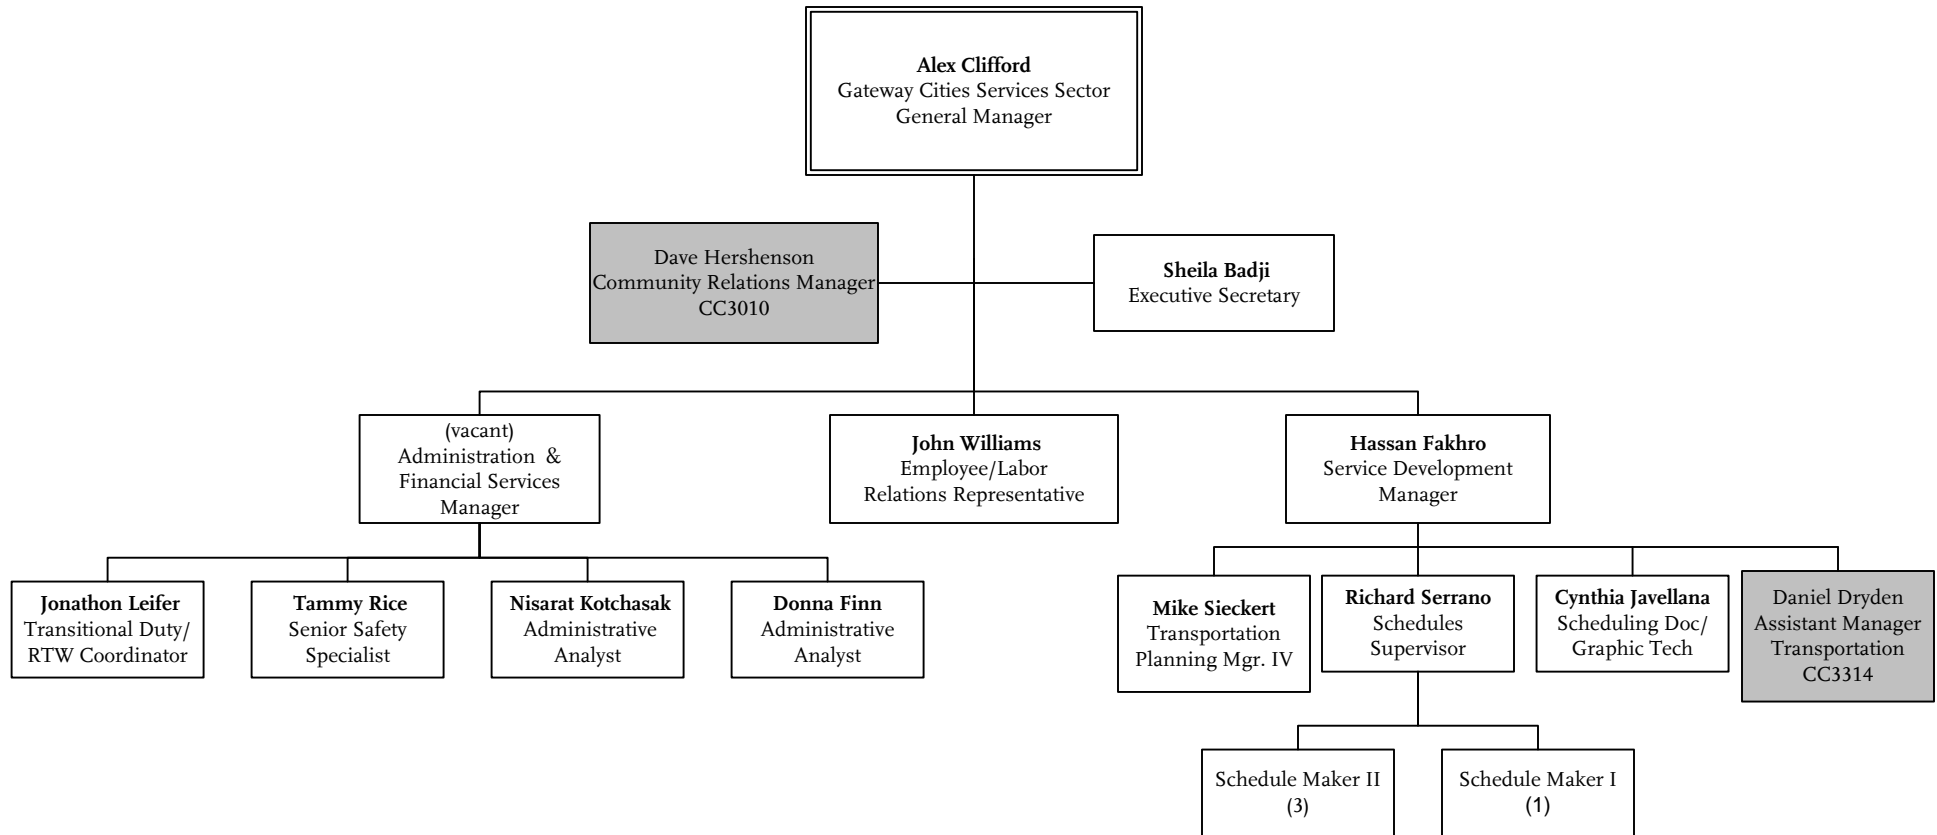 Alex Clifford
Gateway Cities Services Sector
General Manager
Dave Hershenson
Community Relations Manager
CC3010
Sheila Badji
Executive Secretary
(vacant)
Administration &
Financial Services
Manager
John Williams
Employee/Labor
Relations Representative
Hassan Fakhro
Service Development
Manager
Jonathon Leifer
Transitional Duty/
RTW Coordinator
Tammy Rice
Senior Safety
Specialist
Nisarat Kotchasak
Administrative
Analyst
Donna Finn
Administrative
Analyst
Mike Sieckert
Transportation
Planning Mgr. IV
Richard Serrano
Schedules
Supervisor
Cynthia Javellana
Scheduling Doc/
Graphic Tech
Daniel Dryden
Assistant Manager
Transportation
CC3314
Schedule Maker II
(3)
Schedule Maker I
(1)